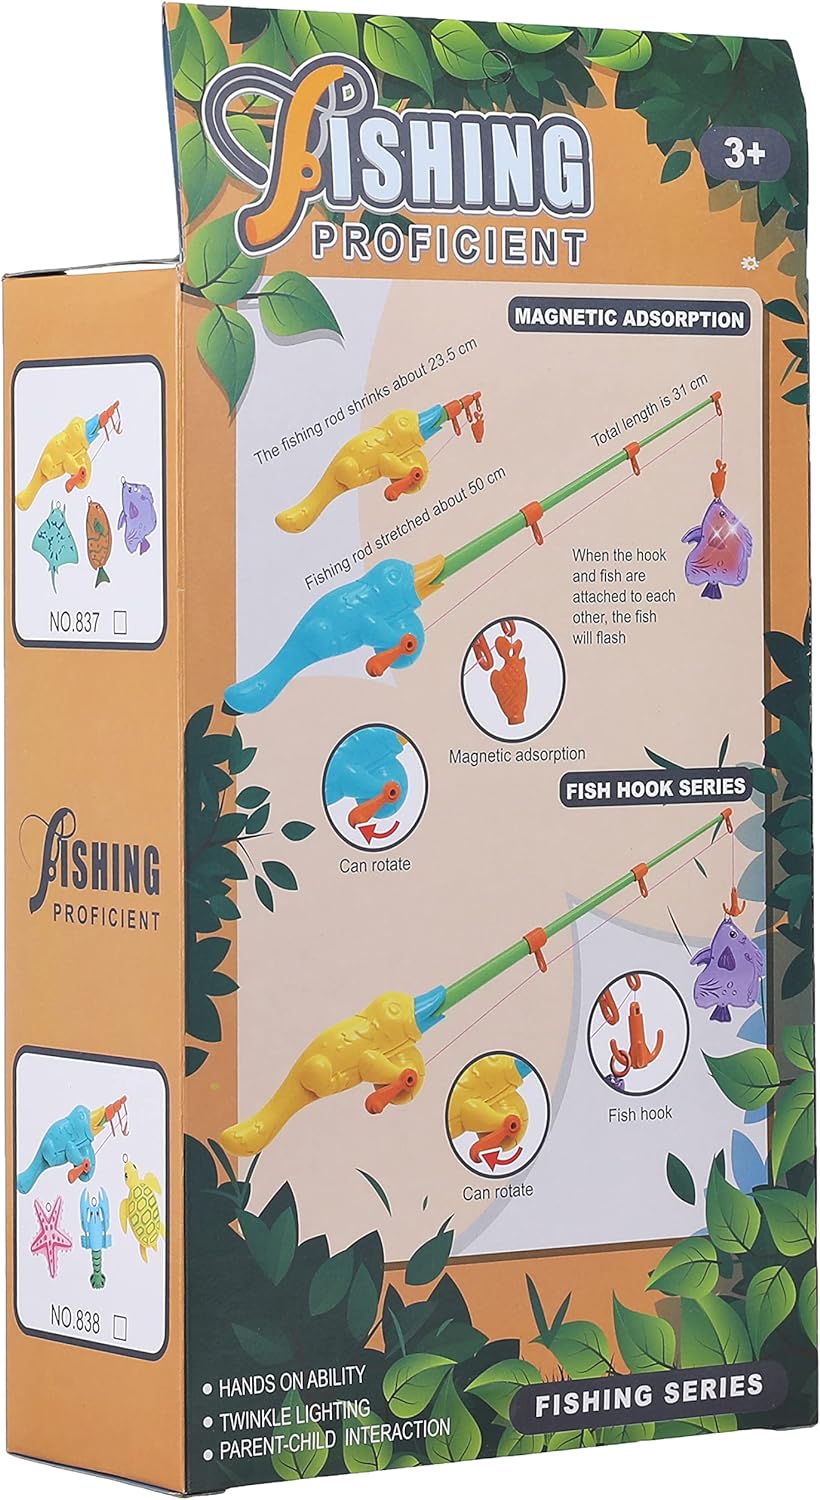 FISHING
PROFICIENT
3+
MAGNETIC ADSORPTION
The fishing rod shrinks about 23.5 cm
Total length is 31 cm
Fishing rod stretched about 50 cm
When the hook
and fish are
attached to each
other, the fish
will flash
Magnetic adsorption
Can rotate
FISH HOOK SERIES
Fish hook
Can rotate
• HANDS ON ABILITY
• TWINKLE LIGHTING
• PARENT-CHILD INTERACTION
FISHING SERIES
NO.837
FISHING
PROFICIENT
NO.838